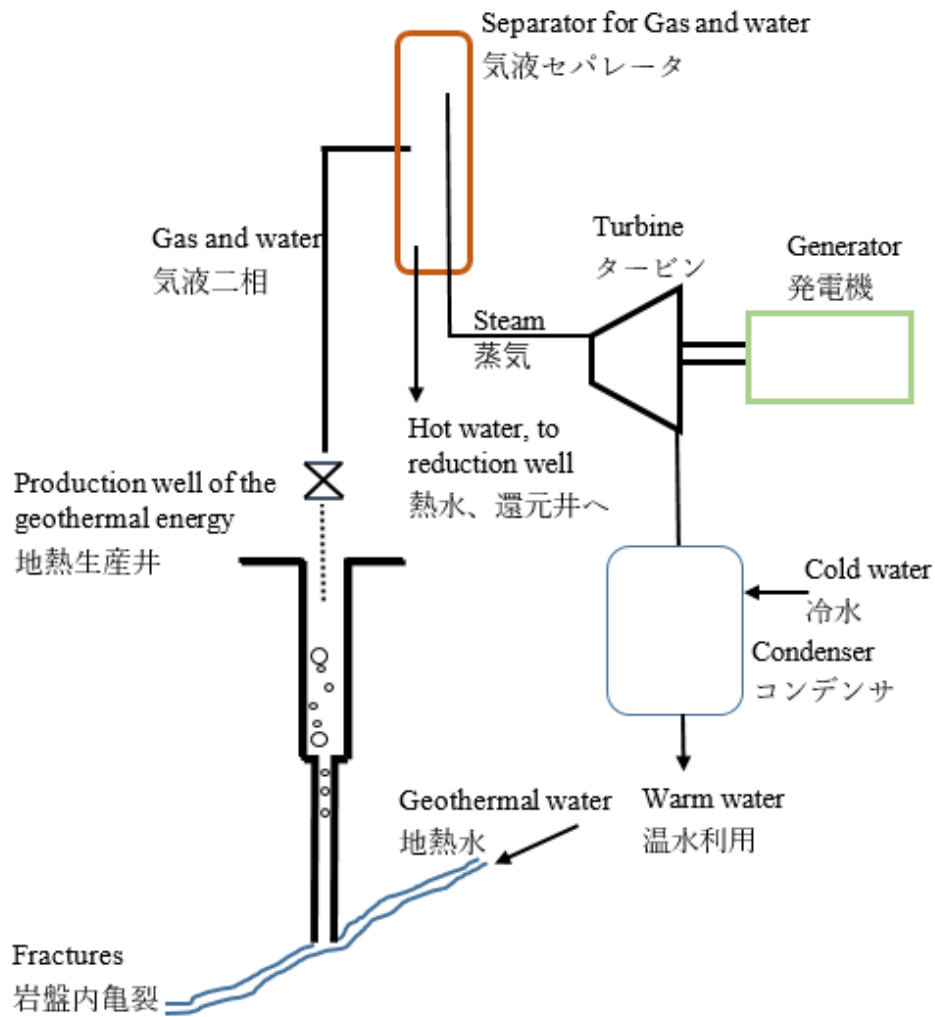 Separator for Gas and water
気液セパレータ
Gas and water
気液二相
Turbine
タービン
Generator
発電機
Steam
蒸気
Hot water, to
reduction well
熱水、還元井へ
Production well of the
geothermal energy
地熱生産井
Cold water
冷水
Condenser
コンデンサ
Geothermal water
地熱水
Warm water
温水利用
Fractures
岩盤内亀裂